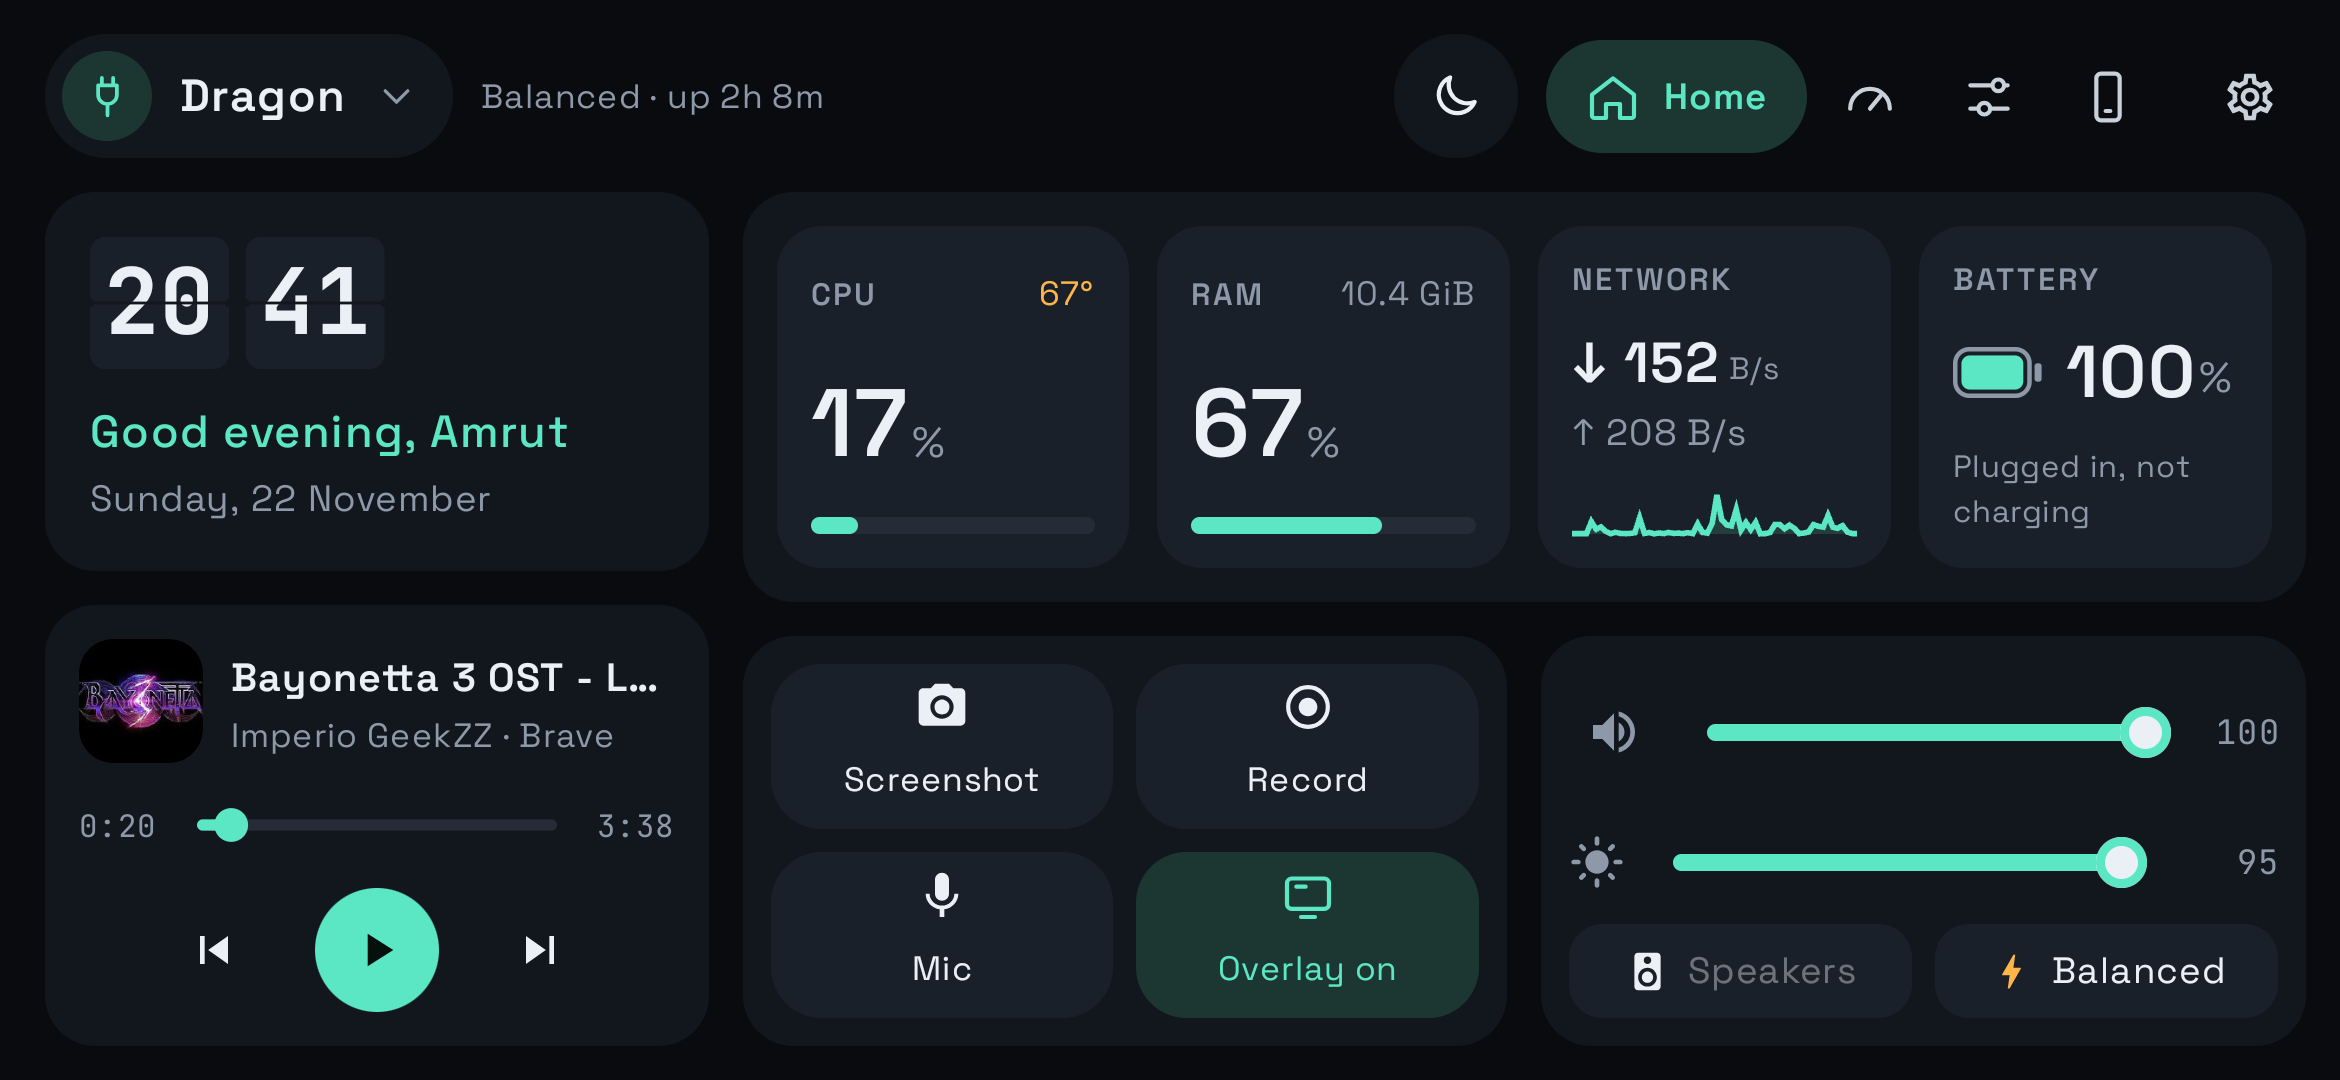 Dragon
Balanced · up 2h 8m
Home
20 41
Good evening, Amrut
Sunday, 22 November
CPU 67°
17%
RAM 10.4 GiB
67%
NETWORK
↓ 152 B/s
↑ 208 B/s
BATTERY
100%
Plugged in, not
charging
BAYONETTA
Bayonetta 3 OST - L…
Imperio GeekZZ · Brave
0:20 3:38
Screenshot
Record
Mic
Overlay on
100
95
Speakers
Balanced